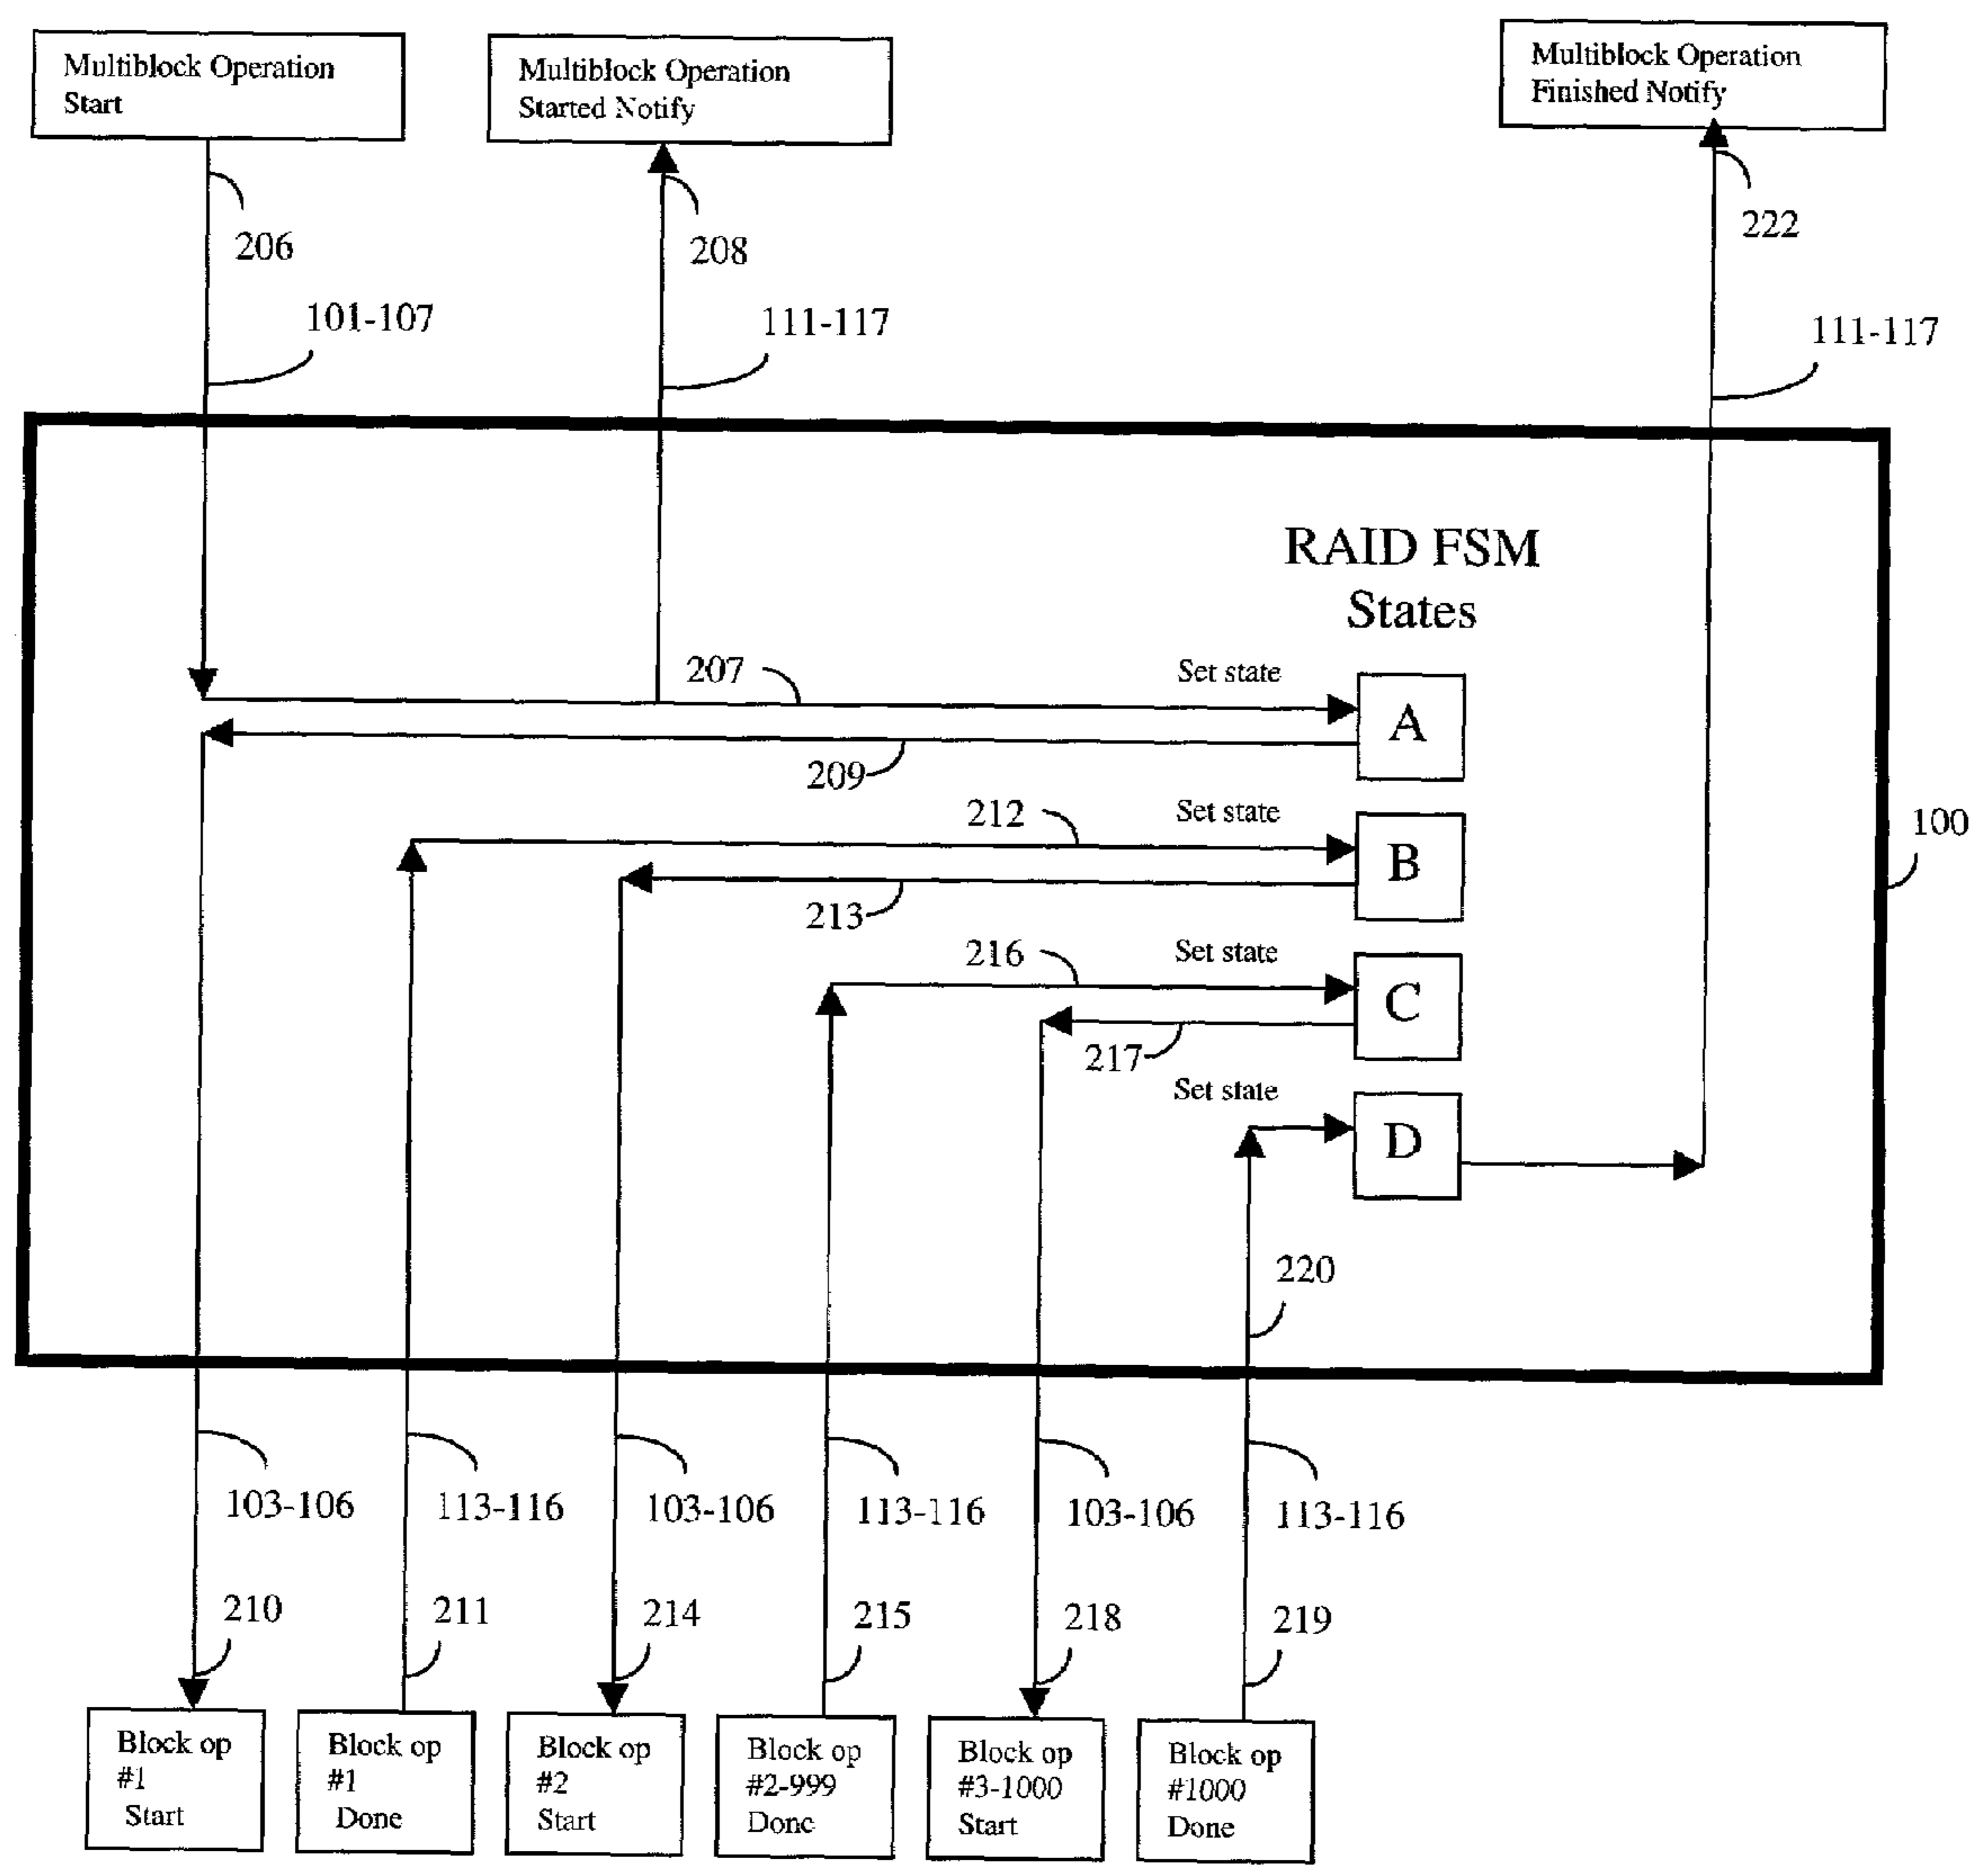 Multiblock Operation
Start
Multiblock Operation
Started Notify
Multiblock Operation
Finished Notify
206
208
222
101-107
111-117
111-117
RAID FSM
States
207
Set state
A
209
212
Set state
B
213
100
216
Set state
C
217
Set state
D
220
103-106
113-116
103-106
113-116
103-106
113-116
210
211
214
215
218
219
Block op
#1
Start
Block op
#1
Done
Block op
#2
Start
Block op
#2-999
Done
Block op
#3-1000
Start
Block op
#1000
Done